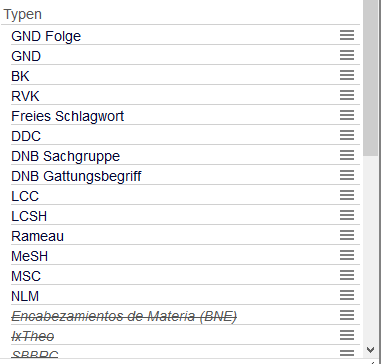 Typen
GND Folge
GND
BK
RVK
Freies Schlagwort
DDC
DNB Sachgruppe
DNB Gattungsbegriff
LCC
LCSH
Rameau
MeSH
MSC
NLM
Encabezamientos de Materia (BNE)
IxTheo